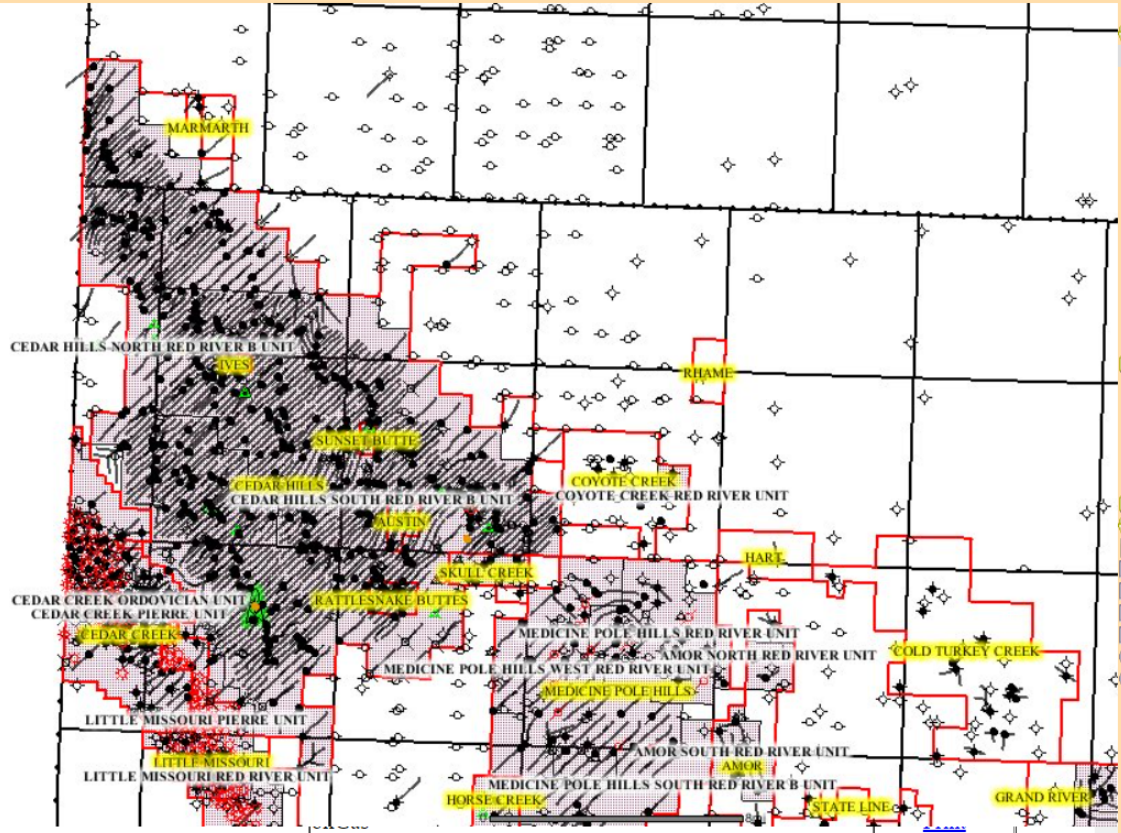 MARMARTH
CEDAR HILLS NORTH RED RIVER B UNIT
IVES
RHAME
SUNSET BUTTE
CEDAR HILLS
CEDAR HILLS SOUTH RED RIVER B UNIT
COYOTE CREEK
COYOTE CREEK RED RIVER UNIT
AUSTIN
HART
SKULL CREEK
CEDAR CREEK ORDOVICIAN UNIT
RATTLESNAKE BUTTES
CEDAR CREEK PIERRE UNIT
CEDAR CREEK
MEDICINE POLE HILLS RED RIVER UNIT
AMOR NORTH RED RIVER UNIT
COLD TURKEY CREEK
MEDICINE POLE HILLS WEST RED RIVER UNIT
MEDICINE POLE HILLS
LITTLE MISSOURI PIERRE UNIT
AMOR SOUTH RED RIVER UNIT
LITTLE MISSOURI
AMOR
LITTLE MISSOURI RED RIVER UNIT
MEDICINE POLE HILLS SOUTH RED RIVER B UNIT
HORSE CREEK
STATE LINE
GRAND RIVER